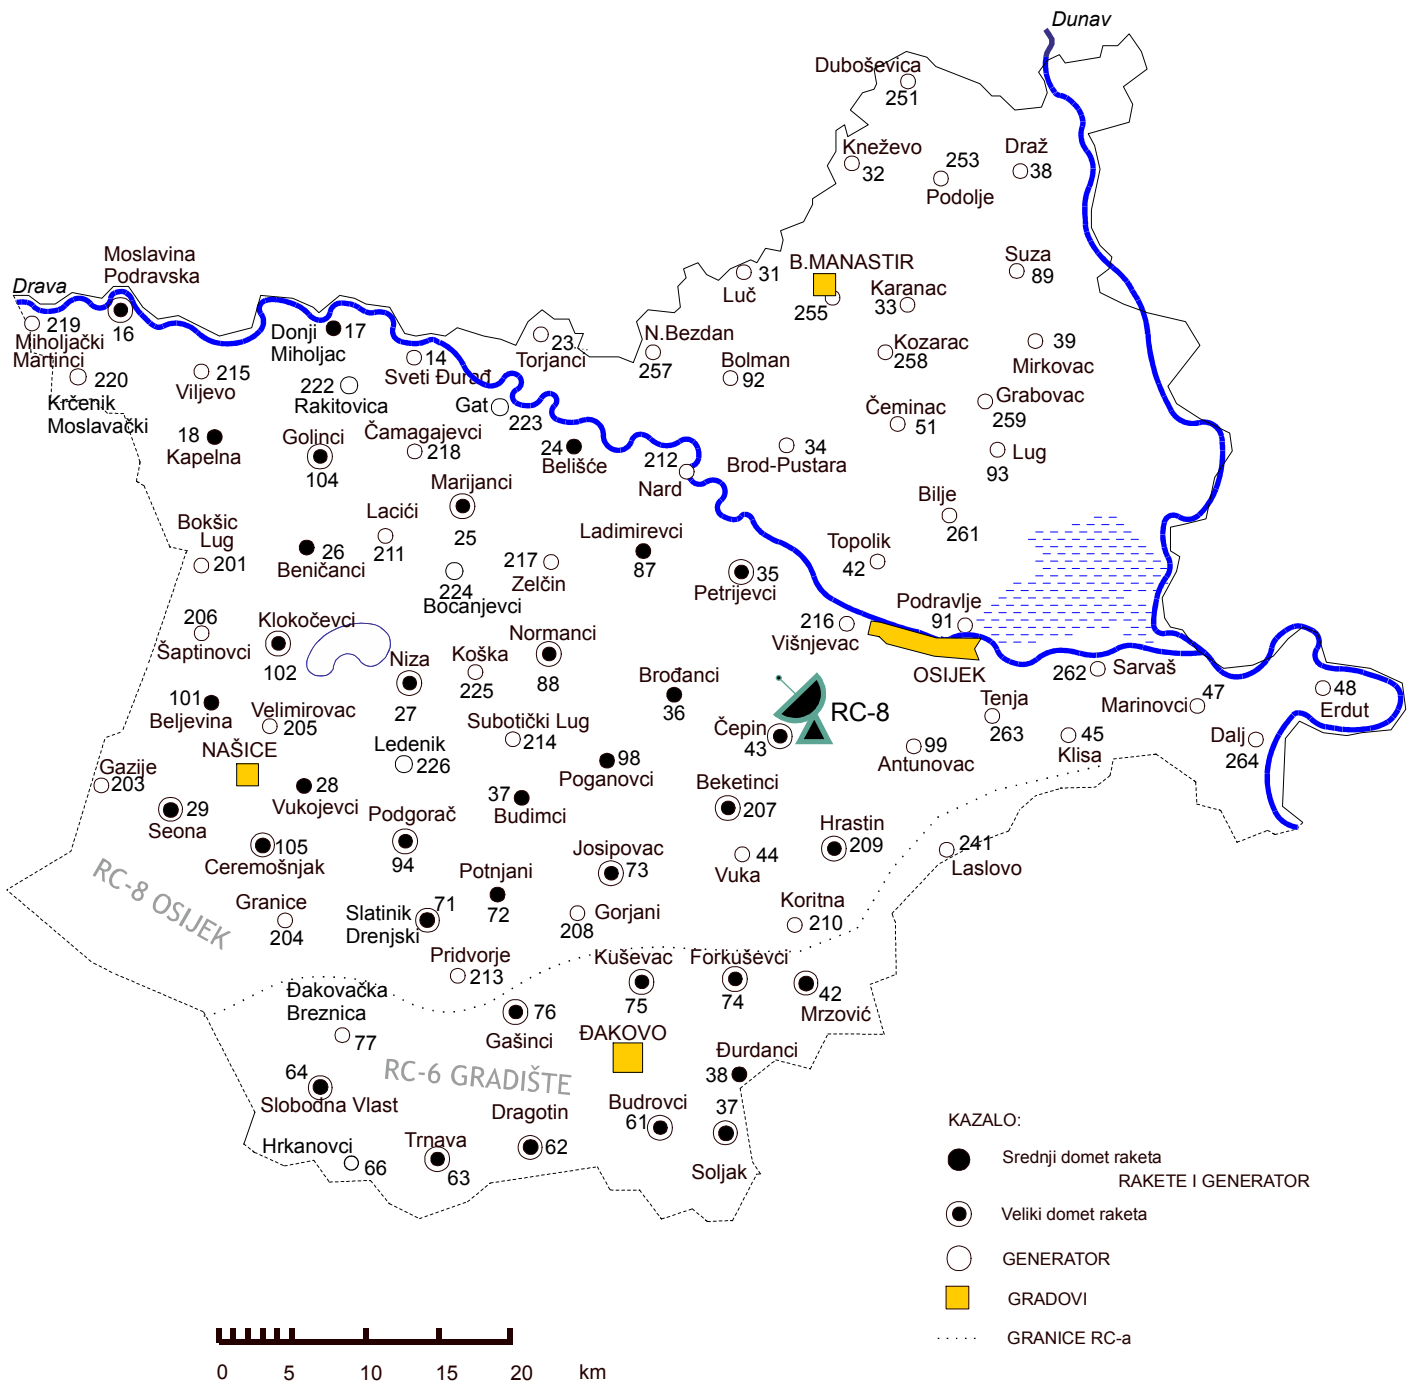 Dunav
Duboševica
251
Kneževo
32
253
Podolje
Draž
38
Moslavina
Podravska
16
Drava
219
Miholjački
Martinci
220
Krčenik
Moslavački
215
Viljevo
Donji
Miholjac
17
222
Rakitovica
14
Sveti Đurađ
Gat
223
23
Torjanci
N.Bezdan
257
31
Luč
B.MANASTIR
255
Karanac
33
Suza
89
Bolman
92
Kozarac
258
39
Mirkovac
Grabovac
259
Čeminac
51
Lug
93
18
Kapelna
Golinci
104
Čamagajevci
218
24
Belišće
212
Nard
34
Brod-Pustara
Marijanci
25
Bilje
261
Bokšic
Lug
201
26
Beničanci
Lacići
211
224
Bocanjevci
217
Zelčin
Ladimirevci
87
35
Petrijevci
Topolik
42
206
Šaptinovci
Klokočevci
102
Niza
27
Koška
225
Normanci
88
216
Višnjevac
Podravlje
91
OSIJEK
262
Sarvaš
101
Beljevina
Velimirovac
205
Subotički Lug
214
Brođanci
36
RC-8
Čepin
43
Tenja
263
99
Antunovac
45
Klisa
47
Marinovci
48
Erdut
Dalj
264
NAŠICE
Ledenik
226
Gazije
203
28
Vukojevci
29
Seona
98
Poganovci
37
Budimci
Beketinci
207
Podgorač
94
105
Ceremošnjak
Josipovac
73
44
Vuka
Hrastin
209
241
Laslovo
RC-8 OSIJEK
Granice
204
Potnjani
72
71
Slatinik
Drenjski
208
Gorjani
Koritna
210
Pridvorje
213
Kuševac
75
Forkuševci
74
42
Mrzović
Đakovačka
Breznica
77
76
Gašinci
ĐAKOVO
Đurdanci
38
RC-6 GRADIŠTE
64
Slobodna Vlast
Dragotin
62
Budrovci
61
37
Soljak
Hrkanovci
66
Trnava
63
KAZALO:
Srednji domet raketa
RAKETE I GENERATOR
Veliki domet raketa
GENERATOR
GRADOVI
GRANICE RC-a
0 5 10 15 20 km